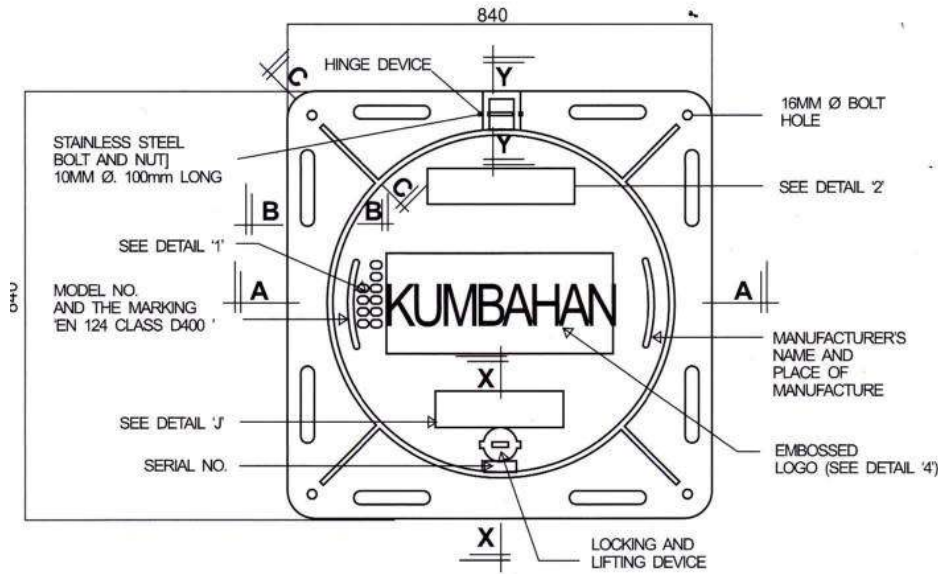 840
C
HINGE DEVICE
Y
16MM Ø BOLT
HOLE
STAINLESS STEEL
BOLT AND NUT]
10MM Ø. 100mm LONG
Y
C
SEE DETAIL '2'
B
B
SEE DETAIL '1'
A
A
MODEL NO.
AND THE MARKING
'EN 124 CLASS D400 '
840
KUMBAHAN
MANUFACTURER'S
NAME AND
PLACE OF
MANUFACTURE
X
SEE DETAIL 'J'
SERIAL NO.
EMBOSSED
LOGO (SEE DETAIL '4')
X
LOCKING AND
LIFTING DEVICE